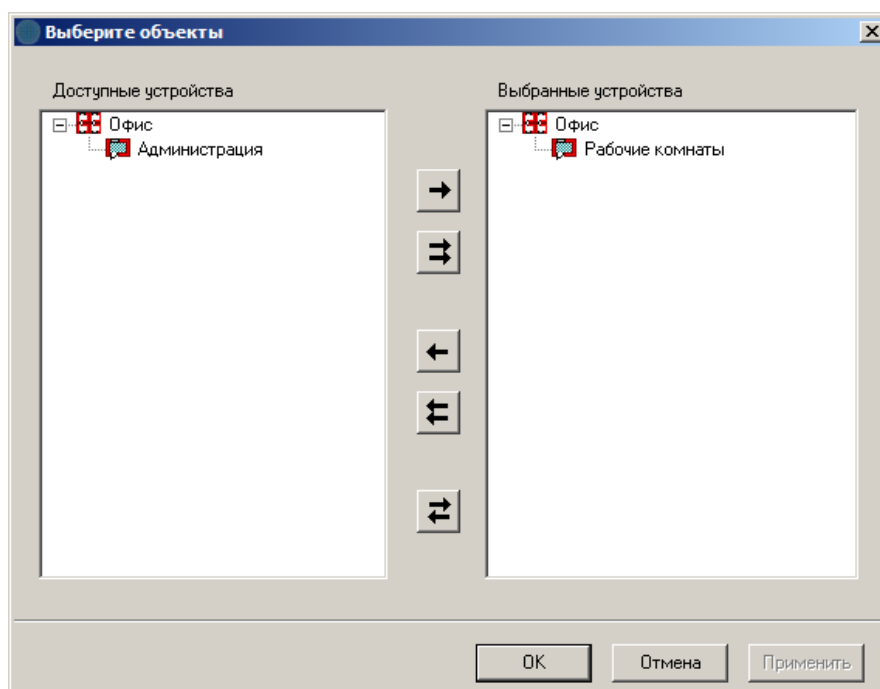 Выберите объекты
Доступные устройства
Офис
Администрация
Выбранные устройства
Офис
Рабочие комнаты
OK
Отмена
Применить